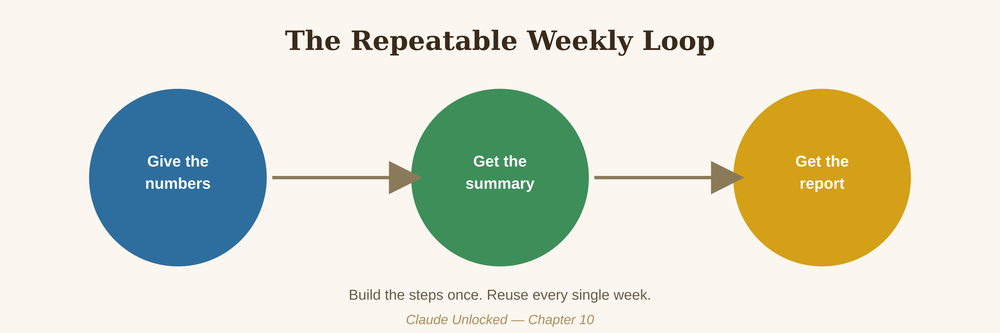 The Repeatable Weekly Loop
Give the
numbers
Get the
summary
Get the
report
Build the steps once. Reuse every single week.
Claude Unlocked — Chapter 10